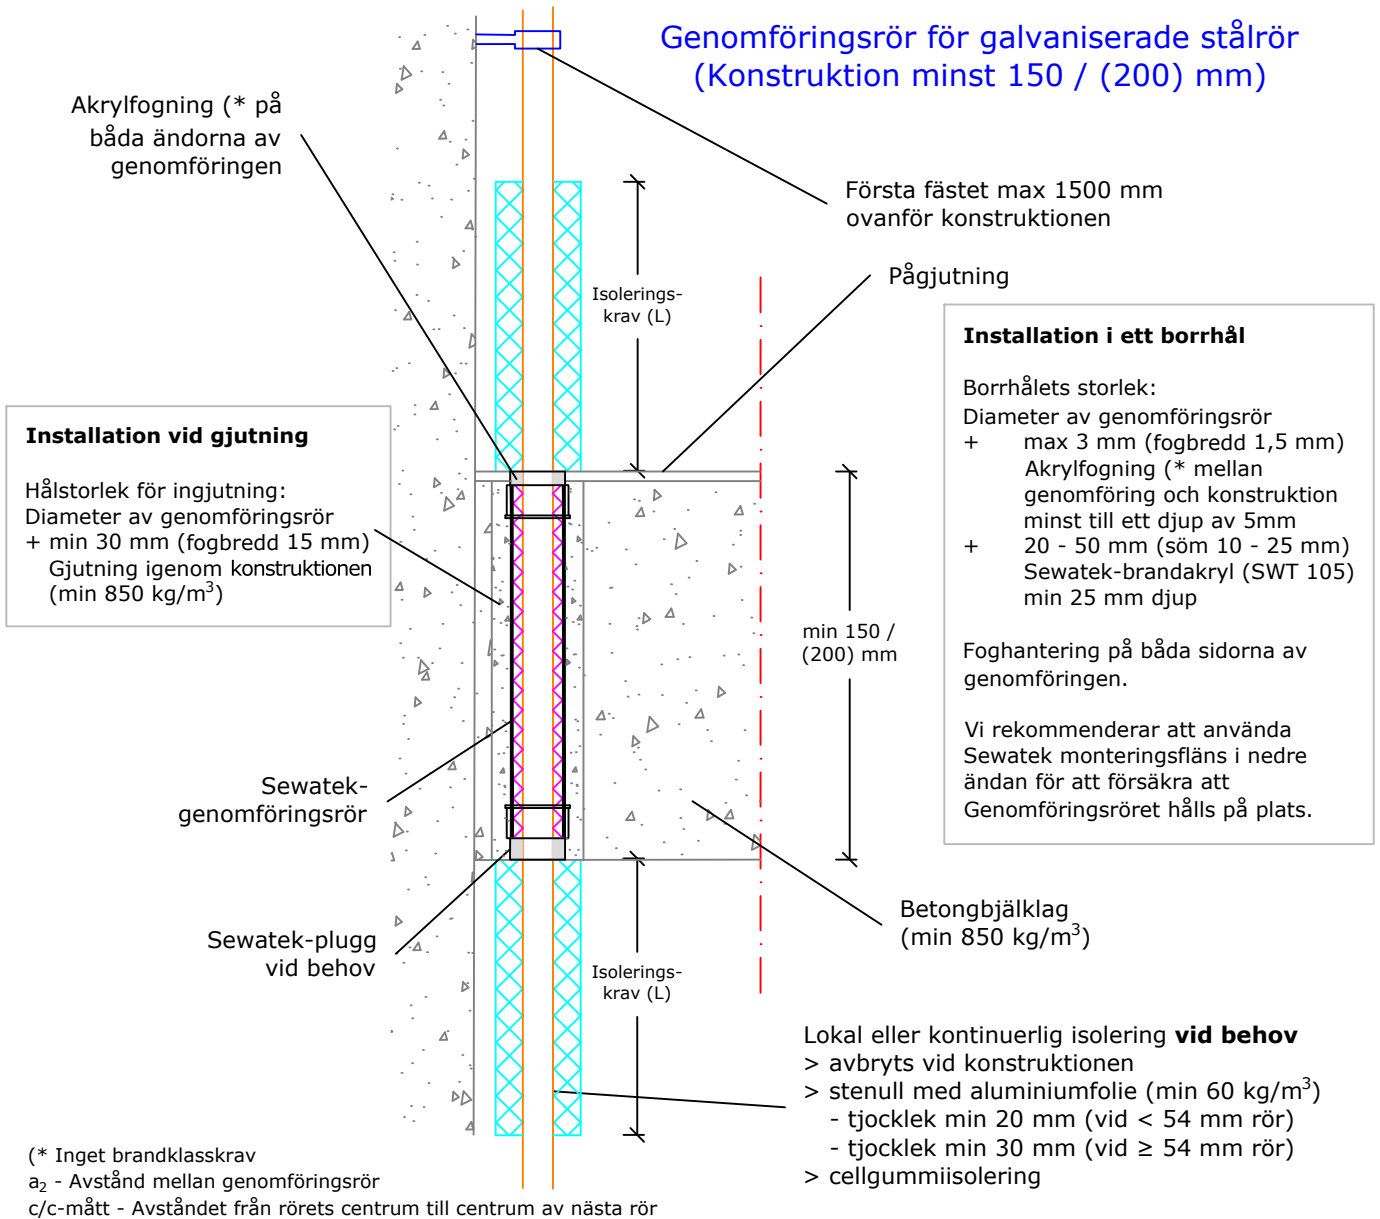 Genomföringsrör för galvaniserade stålrör
(Konstruktion minst 150 / (200) mm)
Akrylfogning (* på
båda ändorna av
genomföringen
Första fästet max 1500 mm
ovanför konstruktionen
Pågjutning
Isolerings-
krav (L)
Installation i ett borrhål
Borrhålets storlek:
Diameter av genomföringsrör
+ max 3 mm (fogbredd 1,5 mm)
Akrylfogning (* mellan
genomföring och konstruktion
minst till ett djup av 5mm
+ 20 - 50 mm (söm 10 - 25 mm)
Sewatek-brandakryl (SWT 105)
min 25 mm djup
Foghantering på båda sidorna av
genomföringen.
Vi rekommenderar att använda
Sewatek monteringsfläns i nedre
ändan för att försäkra att
Genomföringsröret hålls på plats.
Installation vid gjutning
Hålstorlek för ingjutning:
Diameter av genomföringsrör
+ min 30 mm (fogbredd 15 mm)
Gjutning igenom konstruktionen
(min 850 kg/m³)
min 150 /
(200) mm
Sewatek-
genomföringsrör
Sewatek-plugg
vid behov
Betongbjälklag
(min 850 kg/m³)
Isolerings-
krav (L)
Lokal eller kontinuerlig isolering vid behov
> avbryts vid konstruktionen
> stenull med aluminiumfolie (min 60 kg/m³)
- tjocklek min 20 mm (vid < 54 mm rör)
- tjocklek min 30 mm (vid ≥ 54 mm rör)
> cellgummiisolering
(* Inget brandklasskrav
a₂ - Avstånd mellan genomföringsrör
c/c-mått - Avståndet från rörets centrum till centrum av nästa rör